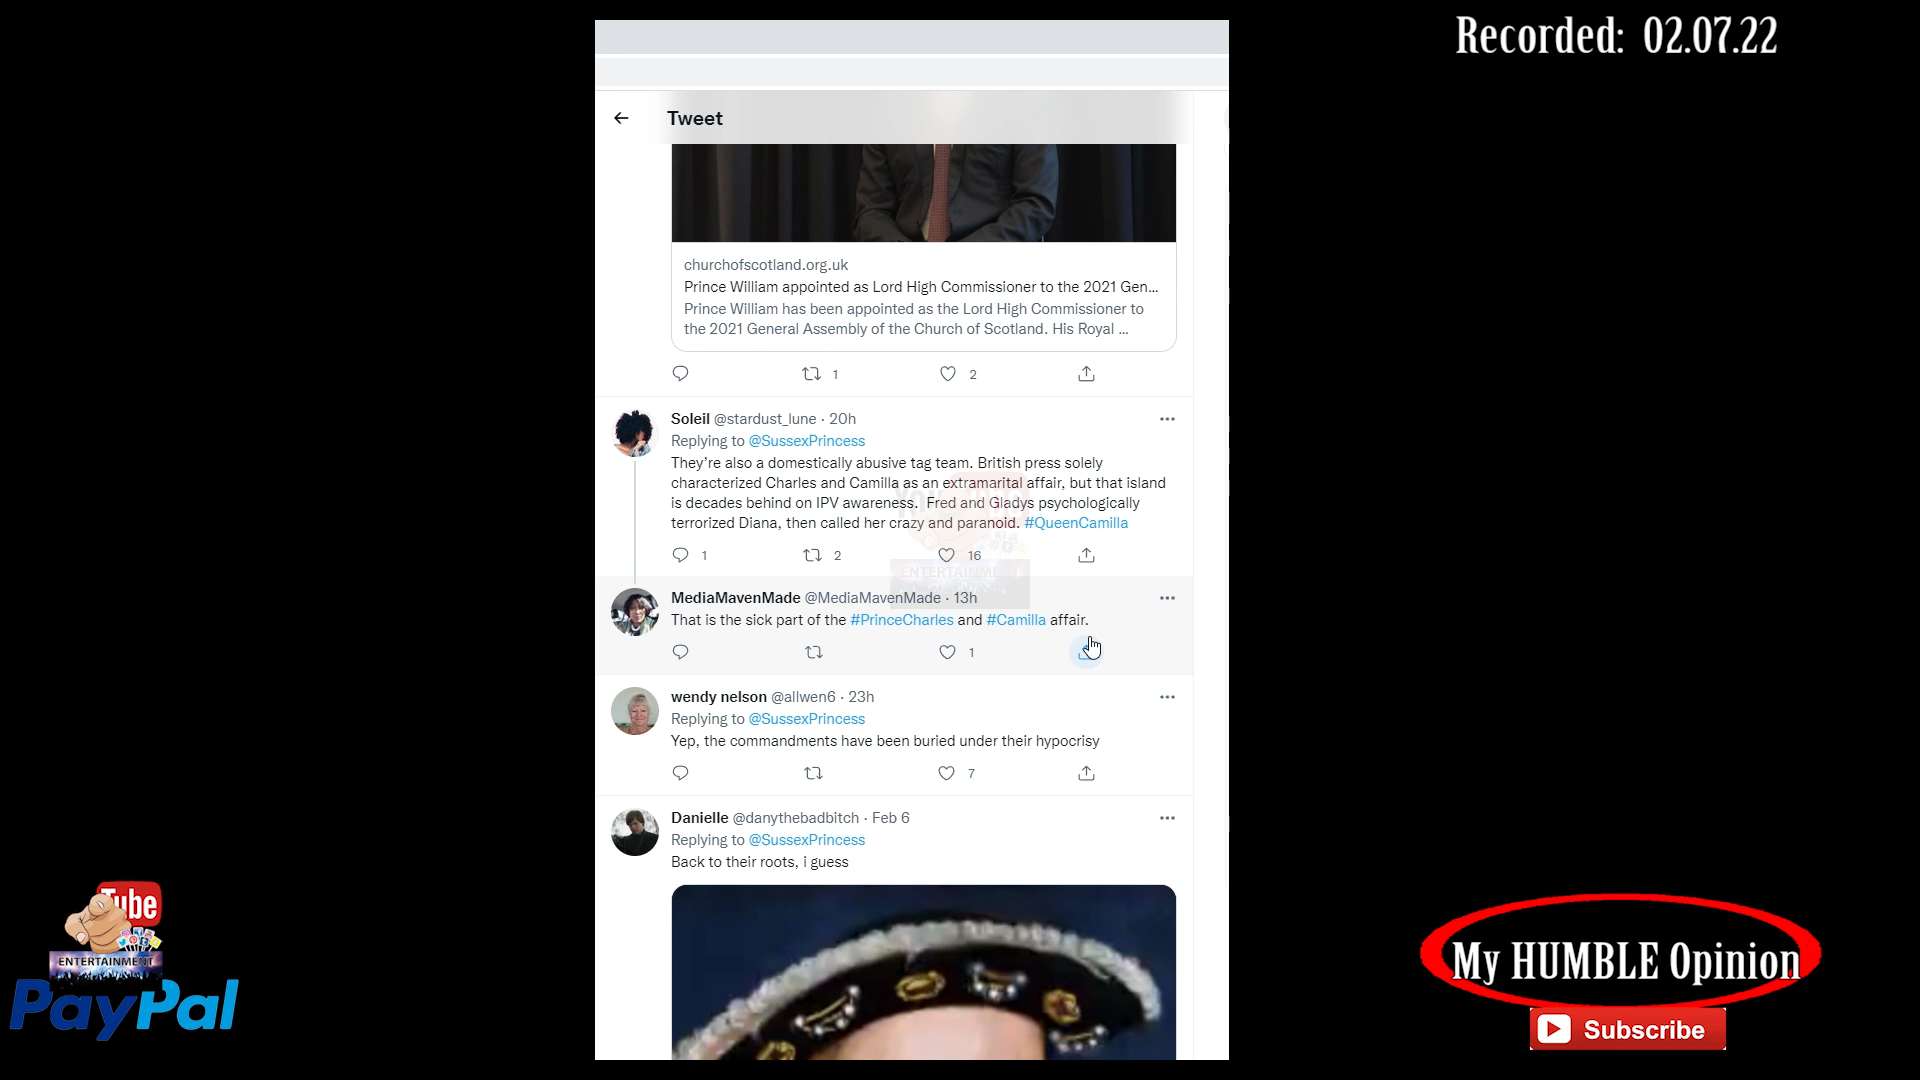 Recorded: 02.07.22
Tweet
churchofscotland.org.uk
Prince William appointed as Lord High Commissioner to the 2021 Gen...
Prince William has been appointed as the Lord High Commissioner to
the 2021 General Assembly of the Church of Scotland. His Royal ...
1
2
Soleil @stardust_lune · 20h
Replying to @SussexPrincess
They’re also a domestically abusive tag team. British press solely
characterized Charles and Camilla as an extramarital affair, but that island
is decades behind on IPV awareness.  Fred and Gladys psychologically
terrorized Diana, then called her crazy and paranoid. #QueenCamilla
1
2
16
ENTERTAINMENT
MediaMavenMade @MediaMavenMade · 13h
That is the sick part of the #PrinceCharles and #Camilla affair.
1
wendy nelson @allwen6 · 23h
Replying to @SussexPrincess
Yep, the commandments have been buried under their hypocrisy
7
Danielle @danythebadbitch · Feb 6
Replying to @SussexPrincess
Back to their roots, i guess
Tube
ENTERTAINMENT
PayPal
My HUMBLE Opinion
Subscribe